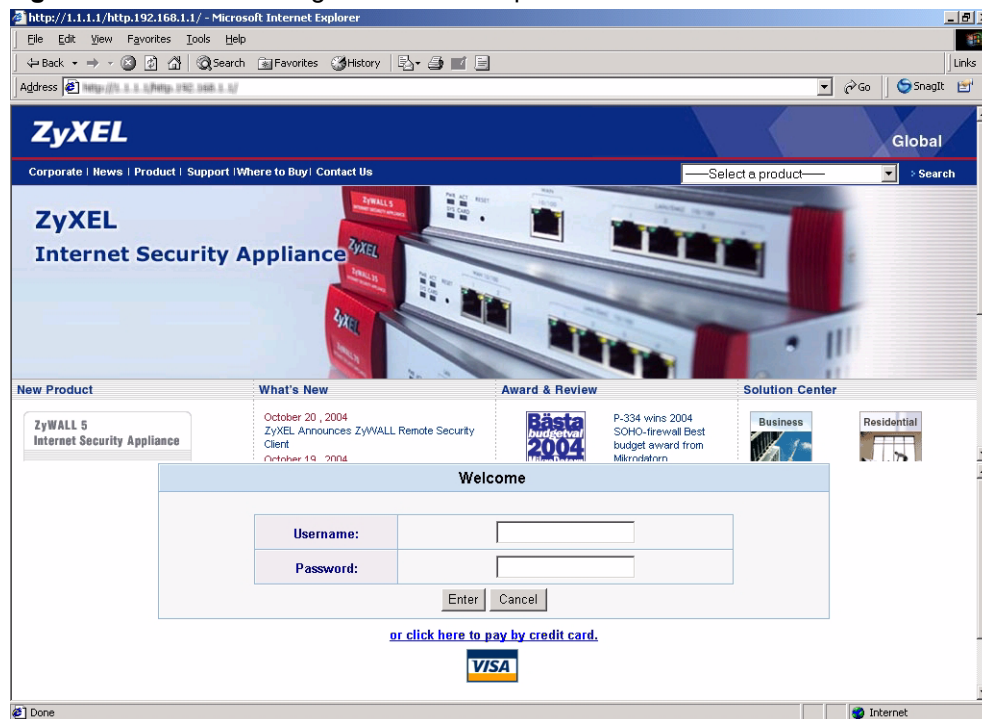 http://1.1.1.1/http.192.168.1.1/ - Microsoft Internet Explorer
File Edit View Favorites Tools Help
Back Search Favorites History Links
Address Go SnagIt
ZyXEL
Global
Corporate | News | Product | Support | Where to Buy | Contact Us
——Select a product—— > Search
ZyXEL
Internet Security Appliance
ZyWALL 5
ZyXEL
ZyXEL
New Product
What's New
Award & Review
Solution Center
ZyWALL 5
Internet Security Appliance
October 20 , 2004
ZyXEL Announces ZyWALL Remote Security
Client
October 19 , 2004
Bästa
budgetval
2004
P-334 wins 2004
SOHO-firewall Best
budget award from
Mikrodatorn
Business
Residential
Welcome
Username:
Password:
Enter Cancel
or click here to pay by credit card.
VISA
Done Internet